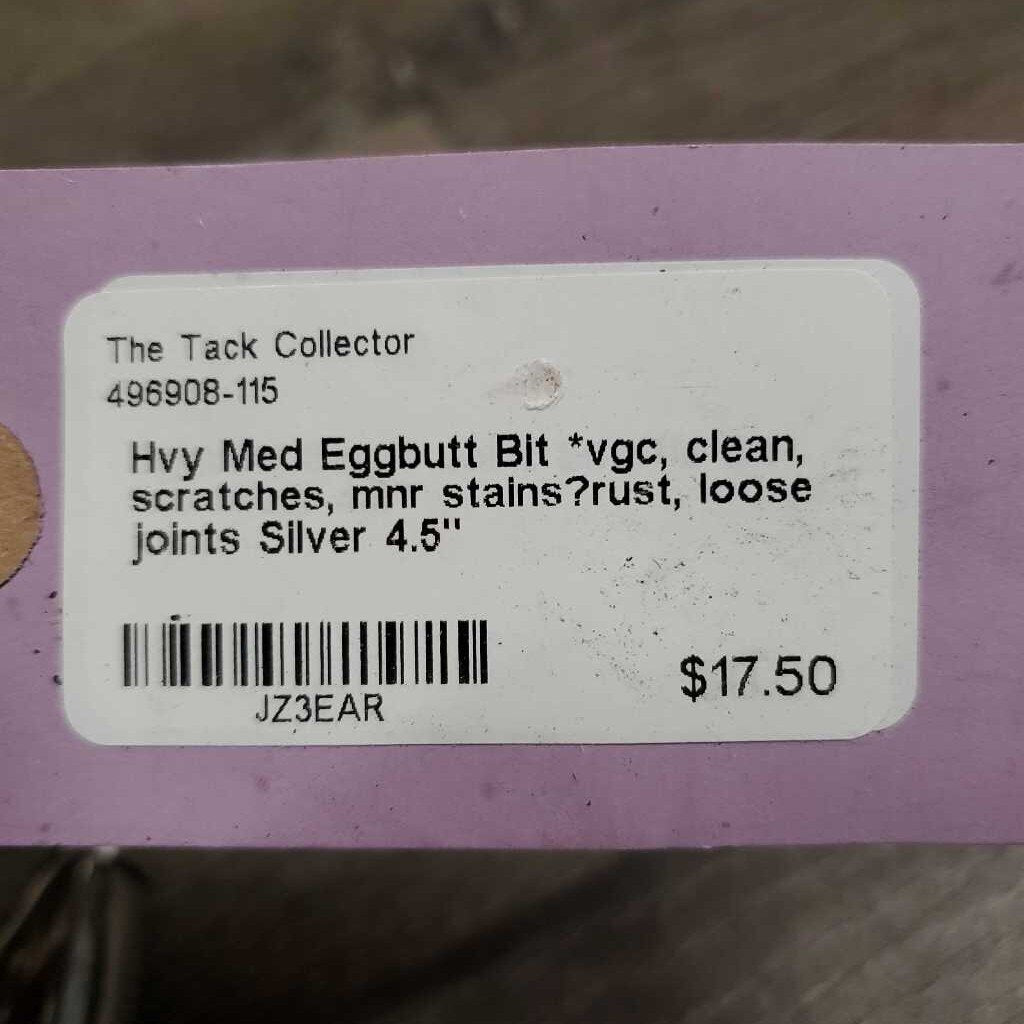 The Tack Collector
496908-115
Hvy Med Eggbutt Bit *vgc, clean,
scratches, mnr stains?rust, loose
joints Silver 4.5"
JZ3EAR
$17.50